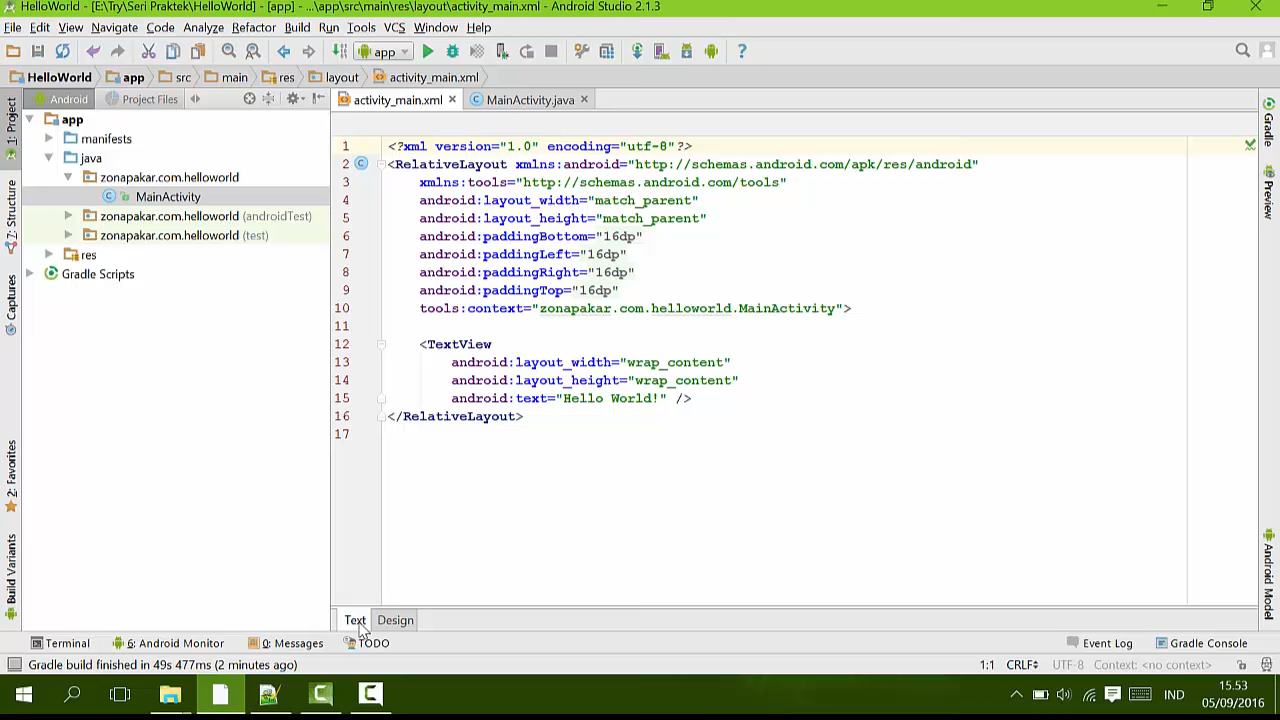 HelloWorld - [E:\Try\Seri Praktek\HelloWorld] - [app] - ...\app\src\main\res\layout\activity_main.xml - Android Studio 2.1.3
File Edit View Navigate Code Analyze Refactor Build Run Tools VCS Window Help
app
HelloWorld app src main res layout activity_main.xml
Android Project Files activity_main.xml MainActivity.java
1: Project
7: Structure
Captures
2: Favorites
Build Variants
app
manifests
java
zonapakar.com.helloworld
MainActivity
zonapakar.com.helloworld (androidTest)
zonapakar.com.helloworld (test)
res
Gradle Scripts
1 <?xml version="1.0" encoding="utf-8"?>
2 <RelativeLayout xmlns:android="http://schemas.android.com/apk/res/android"
3 xmlns:tools="http://schemas.android.com/tools"
4 android:layout_width="match_parent"
5 android:layout_height="match_parent"
6 android:paddingBottom="16dp"
7 android:paddingLeft="16dp"
8 android:paddingRight="16dp"
9 android:paddingTop="16dp"
10 tools:context="zonapakar.com.helloworld.MainActivity">
11
12 <TextView
13 android:layout_width="wrap_content"
14 android:layout_height="wrap_content"
15 android:text="Hello World!" />
16 </RelativeLayout>
17
Gradle
Preview
Android Model
Text Design
Terminal 6: Android Monitor 0: Messages TODO Event Log Gradle Console
Gradle build finished in 49s 477ms (2 minutes ago) 1:1 CRLF UTF-8 Context: <no context>
IND
15.53
05/09/2016